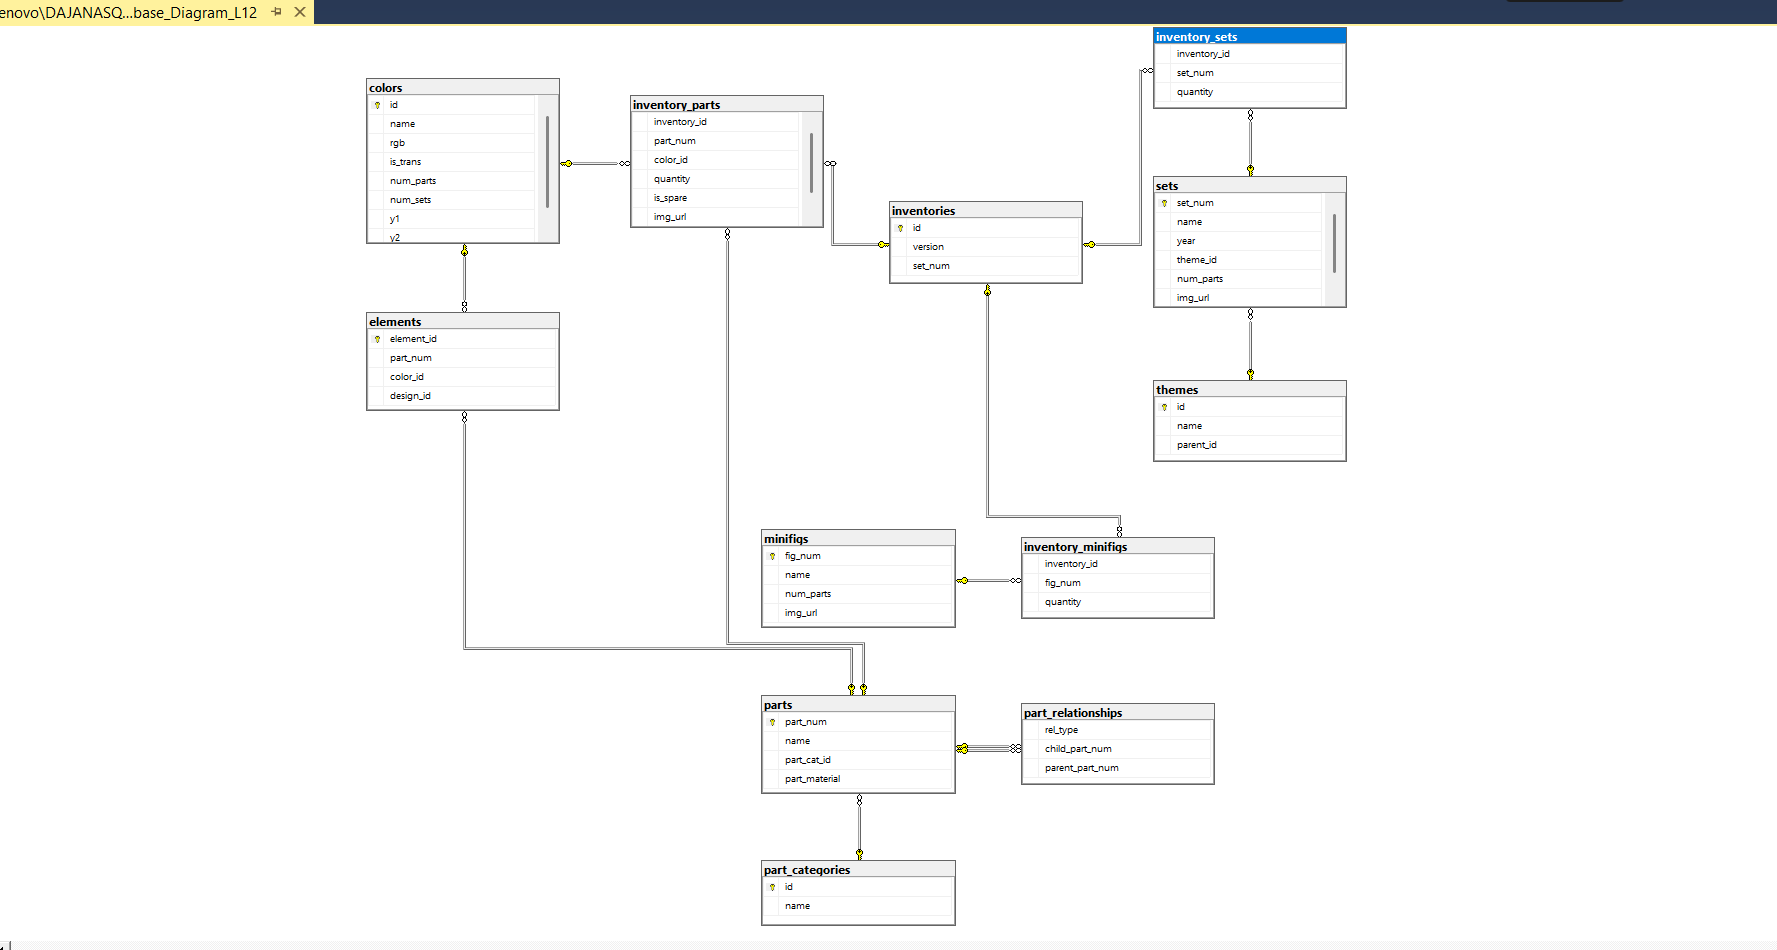 enovo\DAJANASQ...base_Diagram_L12
inventory_sets
inventory_id
set_num
quantity
colors
id
name
rgb
is_trans
num_parts
num_sets
y1
y2
inventory_parts
inventory_id
part_num
color_id
quantity
is_spare
img_url
sets
set_num
name
year
theme_id
num_parts
img_url
inventories
id
version
set_num
elements
element_id
part_num
color_id
design_id
themes
id
name
parent_id
minifigs
fig_num
name
num_parts
img_url
inventory_minifigs
inventory_id
fig_num
quantity
parts
part_num
name
part_cat_id
part_material
part_relationships
rel_type
child_part_num
parent_part_num
part_categories
id
name